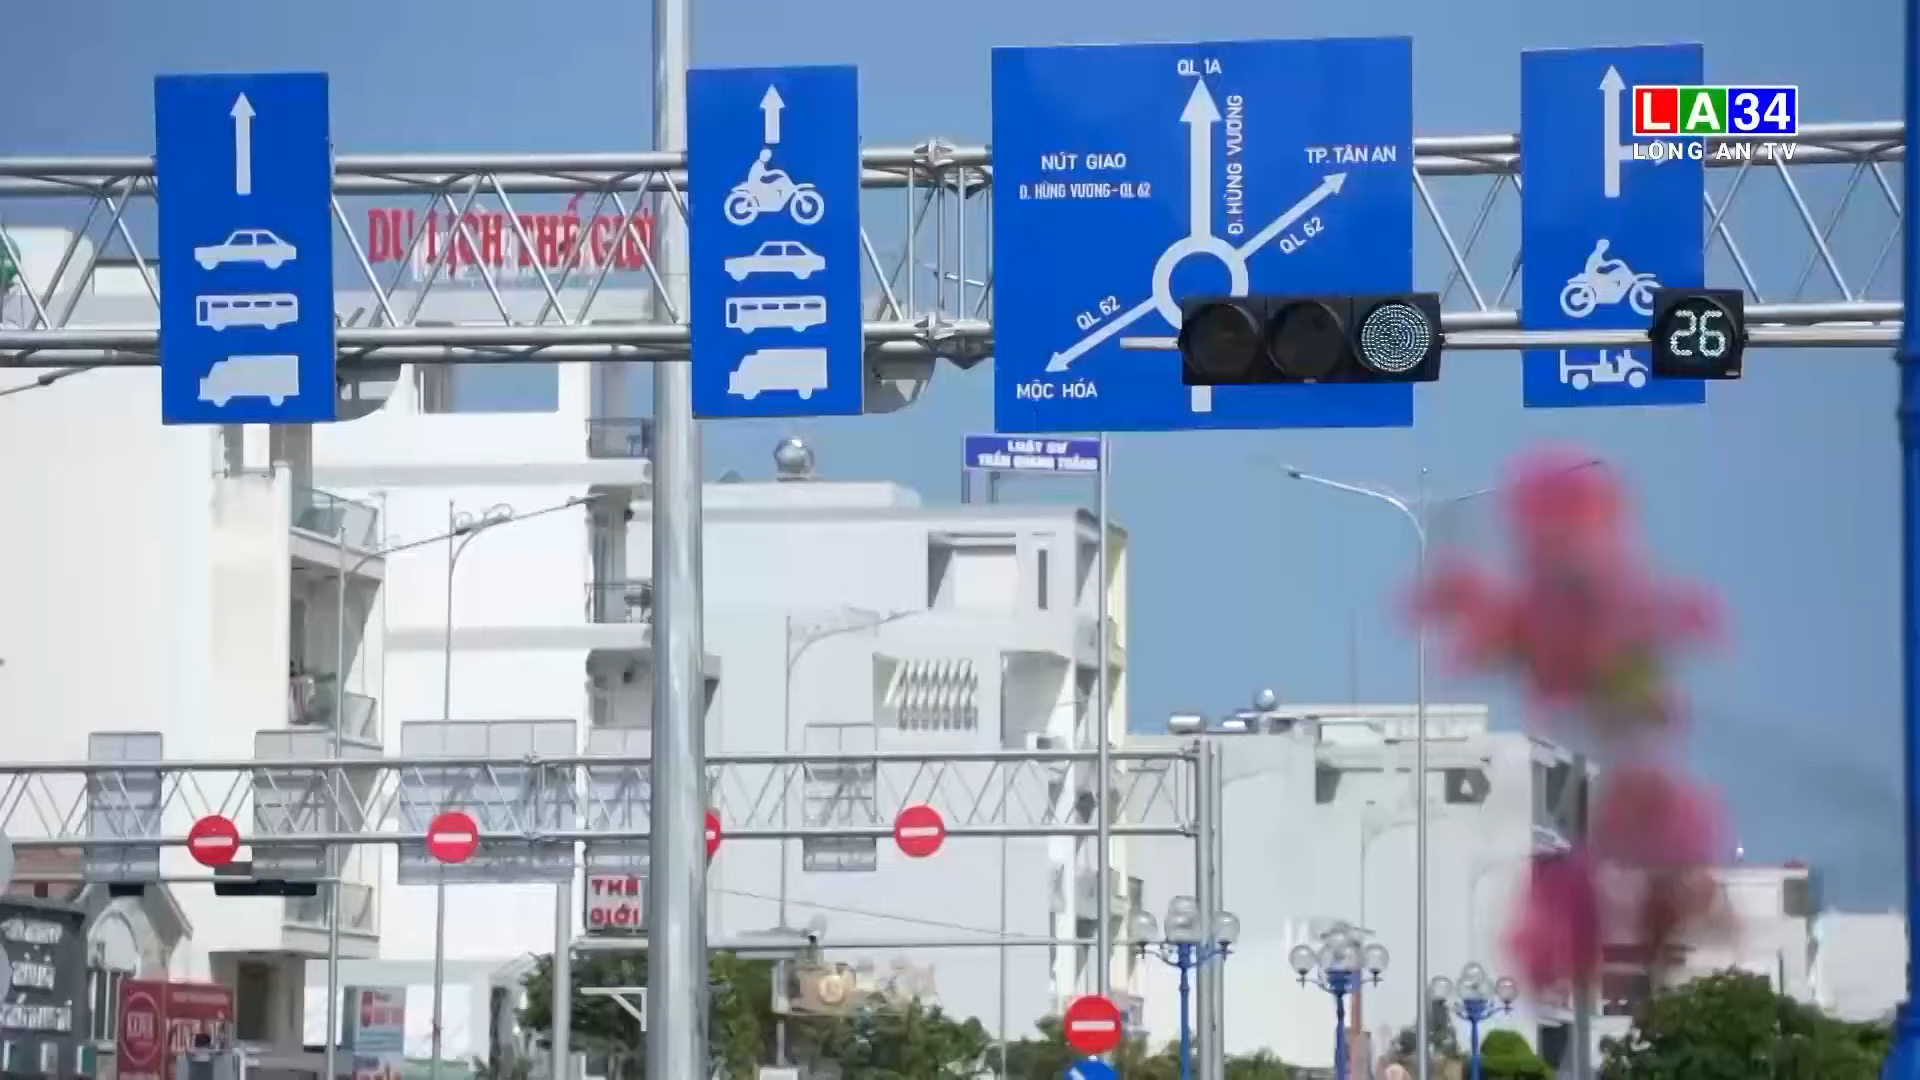 LA34
LONG AN TV
QL 1A
Đ. HÙNG VƯƠNG
NÚT GIAO
Đ. HÙNG VƯƠNG - QL 62
TP. TÂN AN
QL 62
QL 62
MỘC HÓA
26
DU LỊCH THẾ GIỚI
LUẬT SƯ
THẾ
GIỚI